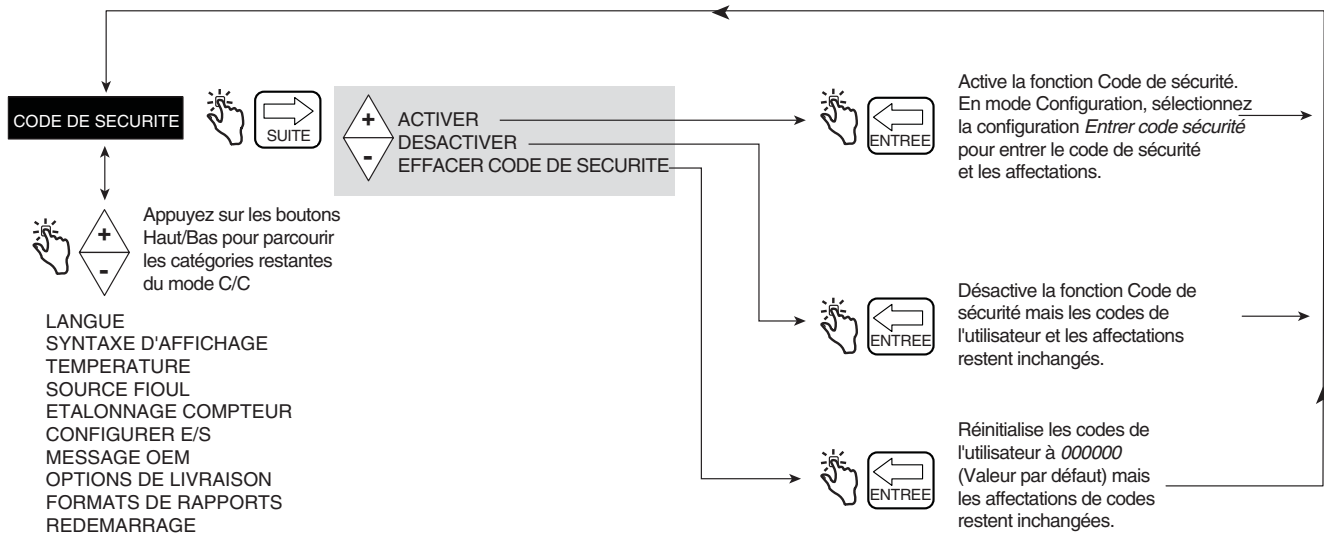 CODE DE SECURITE
SUITE
+
-
ACTIVER
DESACTIVER
EFFACER CODE DE SECURITE
ENTREE
Active la fonction Code de sécurité.
En mode Configuration, sélectionnez
la configuration Entrer code sécurité
pour entrer le code de sécurité
et les affectations.
+
-
Appuyez sur les boutons
Haut/Bas pour parcourir
les catégories restantes
du mode C/C
LANGUE
SYNTAXE D'AFFICHAGE
TEMPERATURE
SOURCE FIOUL
ETALONNAGE COMPTEUR
CONFIGURER E/S
MESSAGE OEM
OPTIONS DE LIVRAISON
FORMATS DE RAPPORTS
REDEMARRAGE
ENTREE
Désactive la fonction Code de
sécurité mais les codes de
l'utilisateur et les affectations
restent inchangés.
ENTREE
Réinitialise les codes de
l'utilisateur à 000000
(Valeur par défaut) mais
les affectations de codes
restent inchangées.